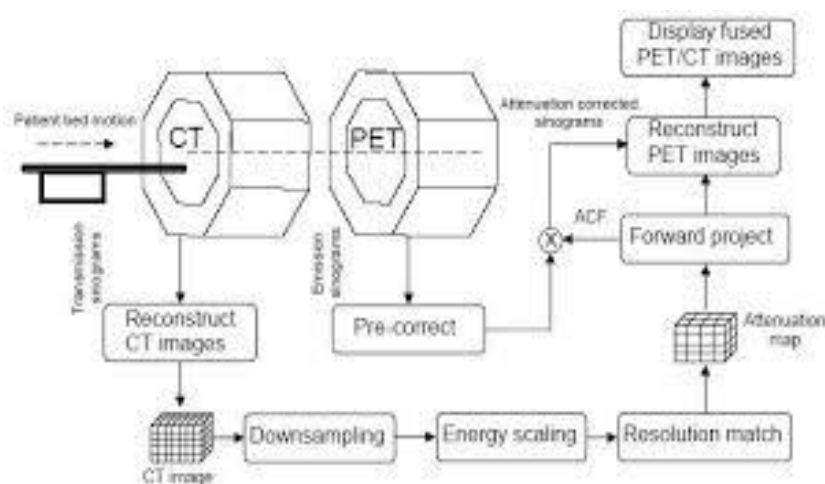 Display fused
PET/CT images
Patient bed motion
CT
PET
Attenuation corrected
sinograms
Reconstruct
PET images
Transmission
sinograms
Emission
sinograms
X
ACF
Forward project
Reconstruct
CT images
Pre-correct
Attenuation
map
CT image
Downsampling
Energy scaling
Resolution match